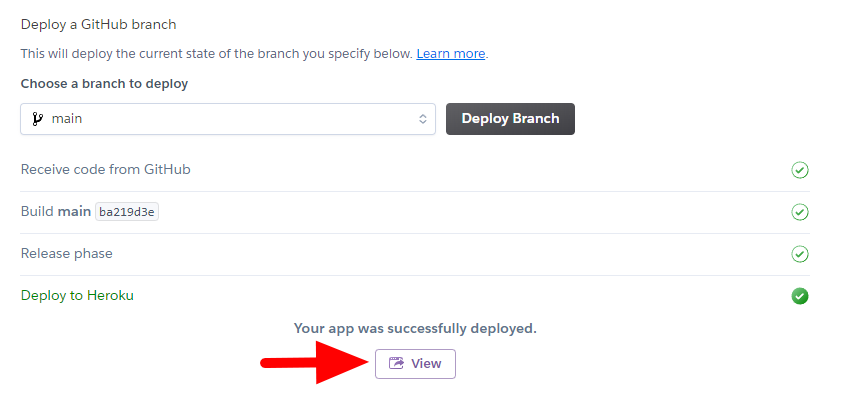 Deploy a GitHub branch
This will deploy the current state of the branch you specify below. Learn more.
Choose a branch to deploy
main
Deploy Branch
Receive code from GitHub
Build main ba219d3e
Release phase
Deploy to Heroku
Your app was successfully deployed.
View